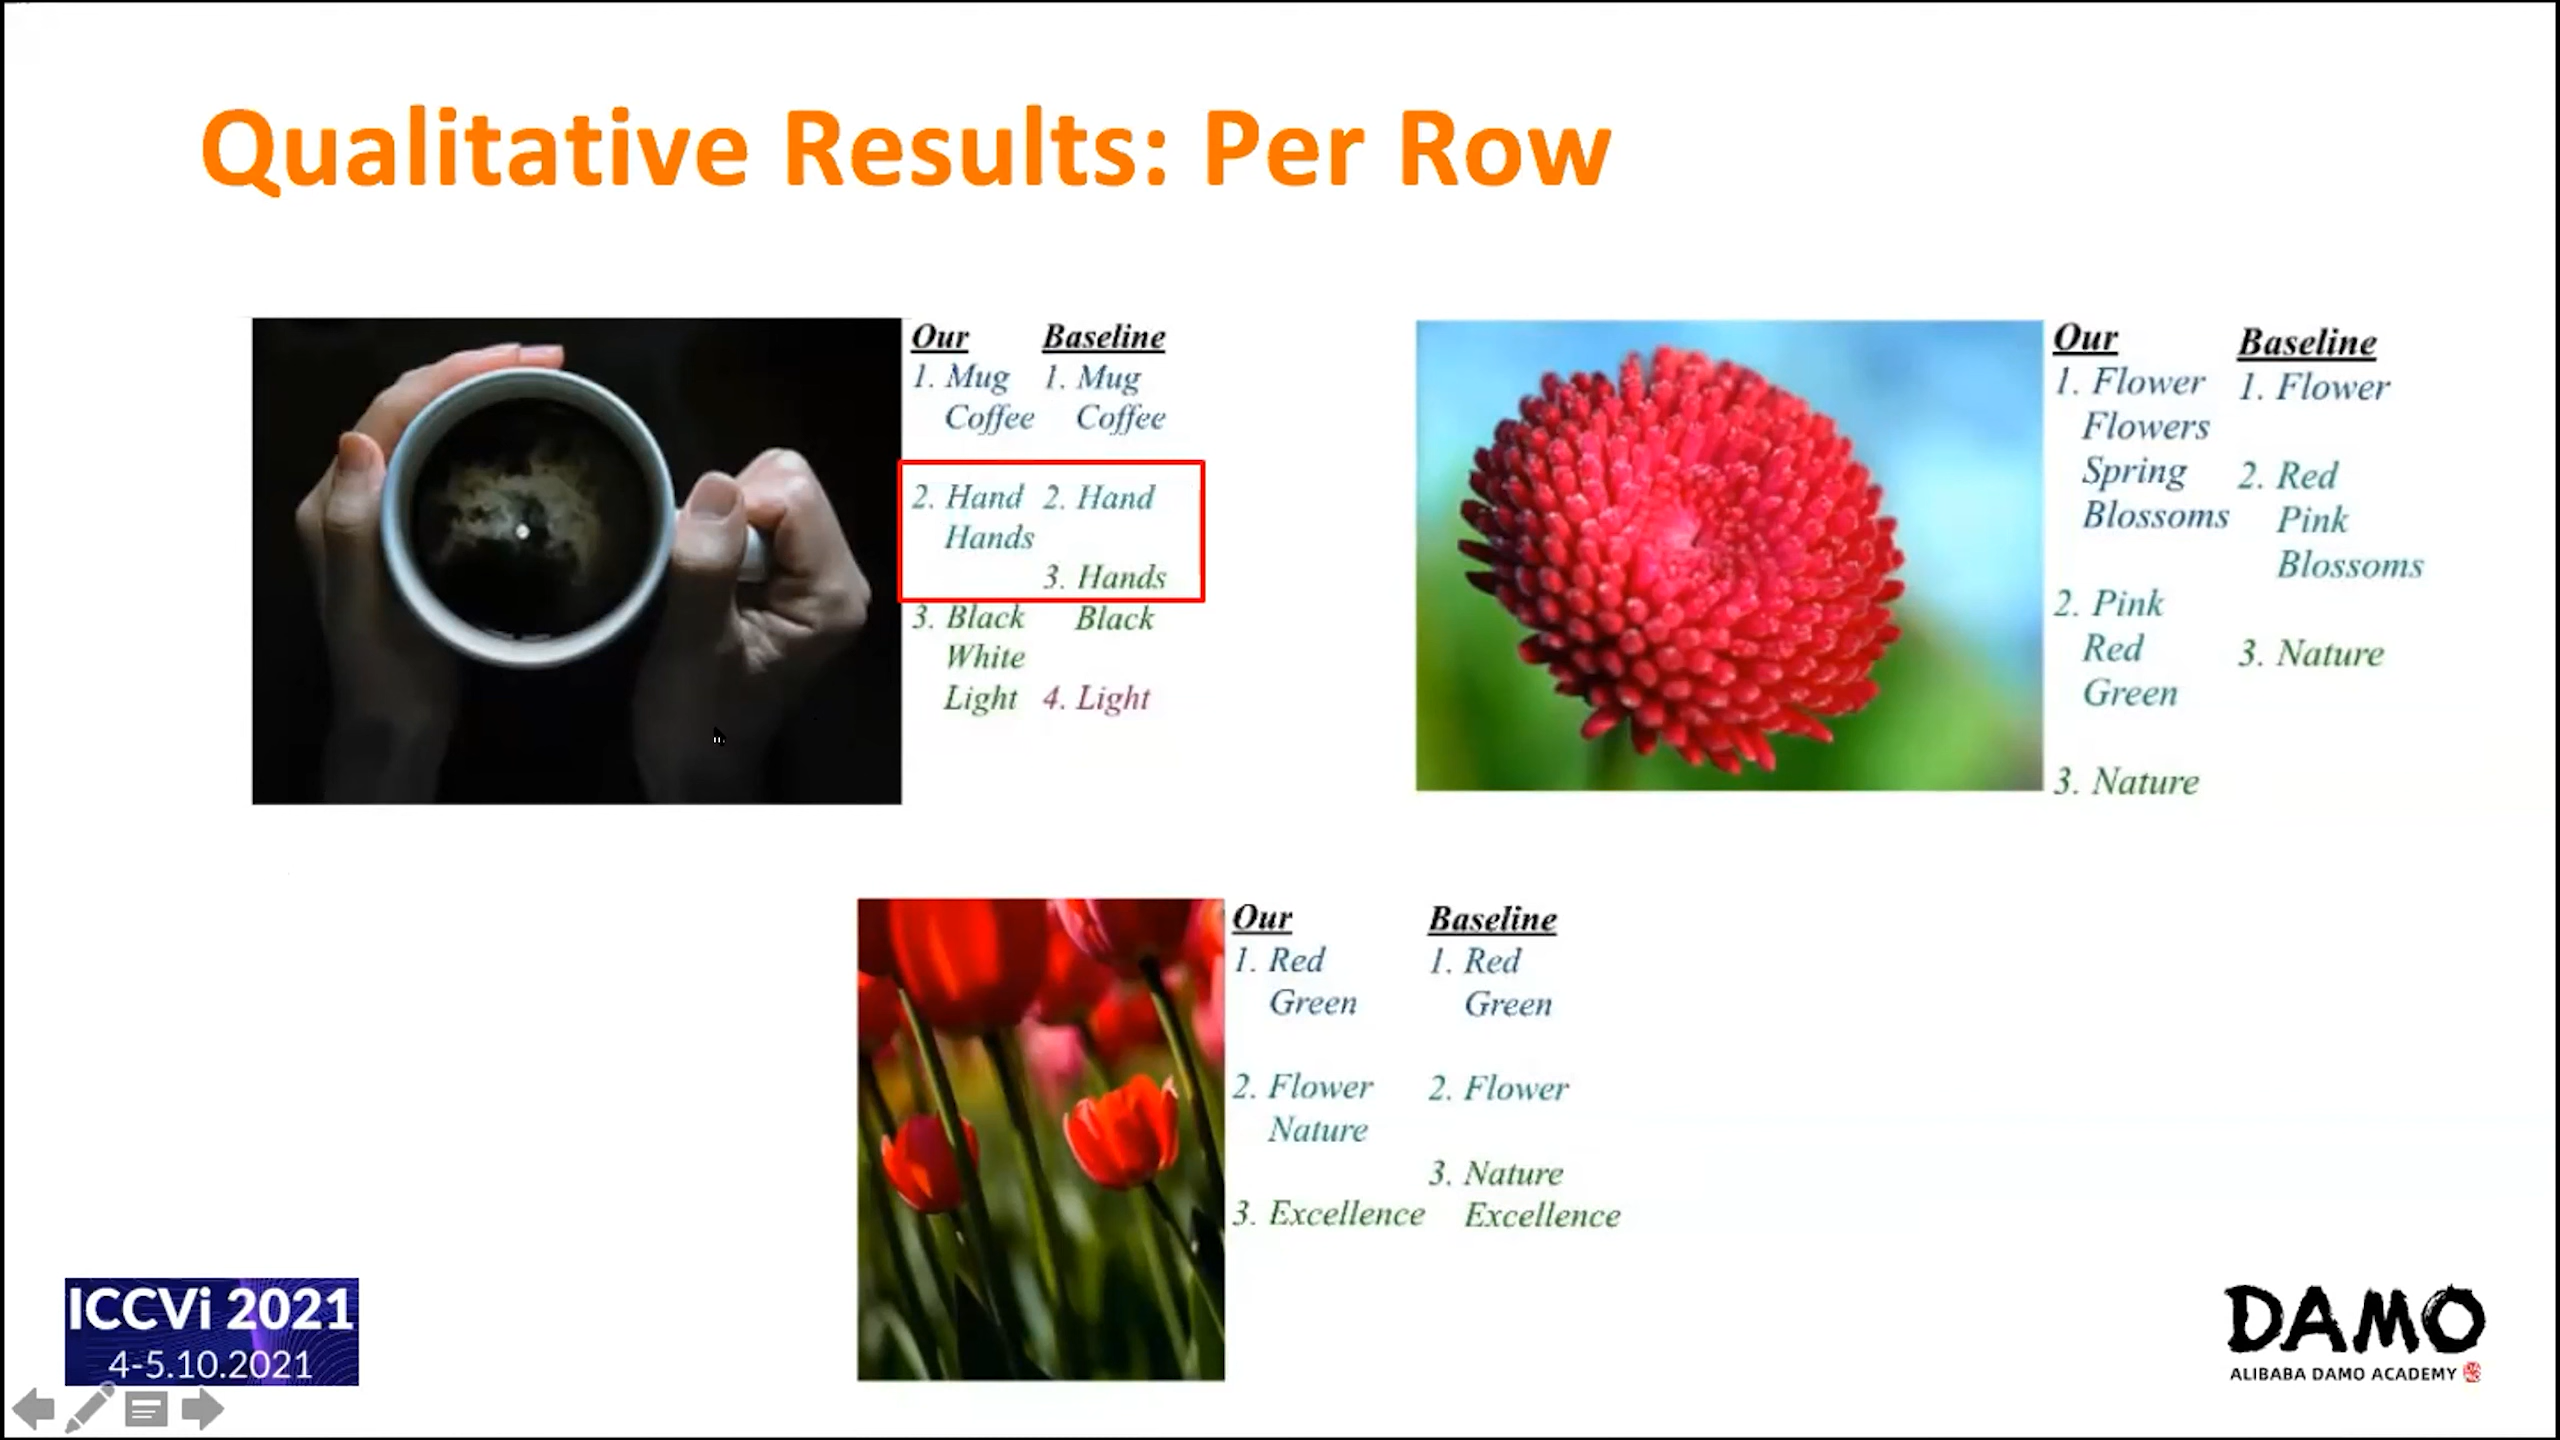 Qualitative Results: Per Row
Our
1. Mug
Coffee
2. Hand
Hands
3. Black
White
Light
Baseline
1. Mug
Coffee
2. Hand
3. Hands
Black
4. Light
Our
1. Flower
Flowers
Spring
Blossoms
2. Pink
Red
Green
3. Nature
Baseline
1. Flower
2. Red
Pink
Blossoms
3. Nature
Our
1. Red
Green
2. Flower
Nature
3. Excellence
Baseline
1. Red
Green
2. Flower
3. Nature
Excellence
ICCVi 2021
4-5.10.2021
DAMO
ALIBABA DAMO ACADEMY